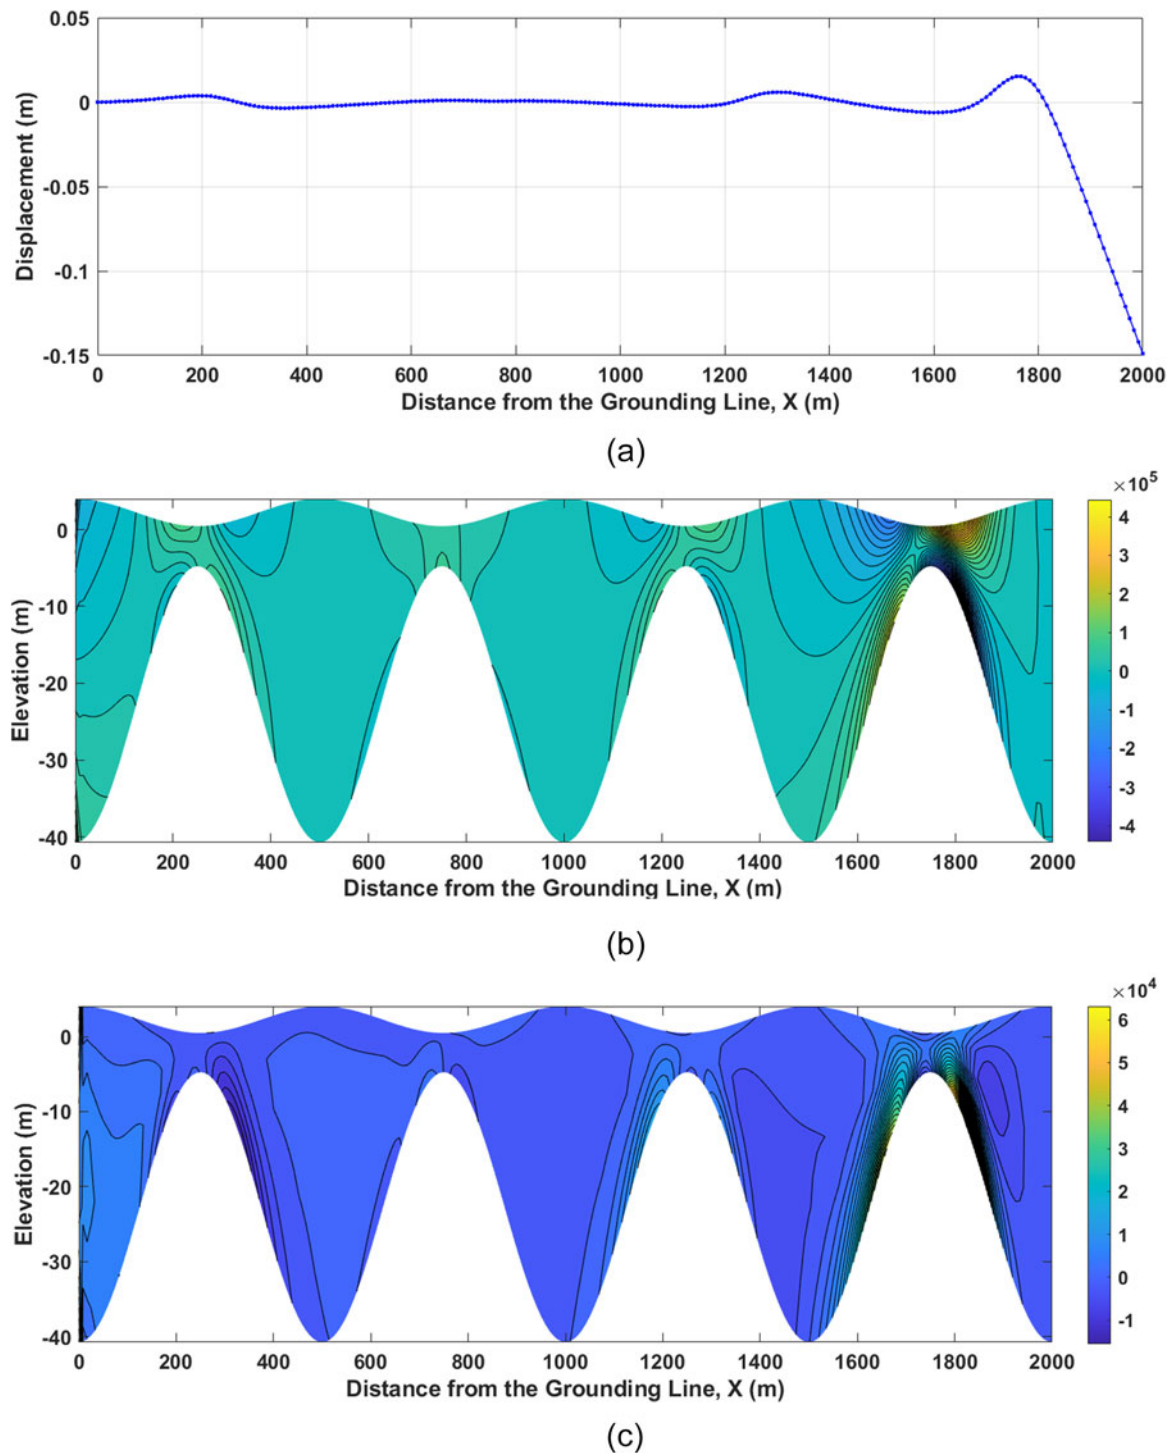 0.05
0
-0.05
-0.1
-0.15
Displacement (m)
0 200 400 600 800 1000 1200 1400 1600 1800 2000
Distance from the Grounding Line, X (m)
(a)
×10⁵
0
-10
-20
-30
-40
Elevation (m)
4
3
2
1
0
-1
-2
-3
-4
0 200 400 600 800 1000 1200 1400 1600 1800 2000
Distance from the Grounding Line, X (m)
(b)
×10⁴
0
-10
-20
-30
-40
Elevation (m)
6
5
4
3
2
1
0
-1
0 200 400 600 800 1000 1200 1400 1600 1800 2000
Distance from the Grounding Line, X (m)
(c)